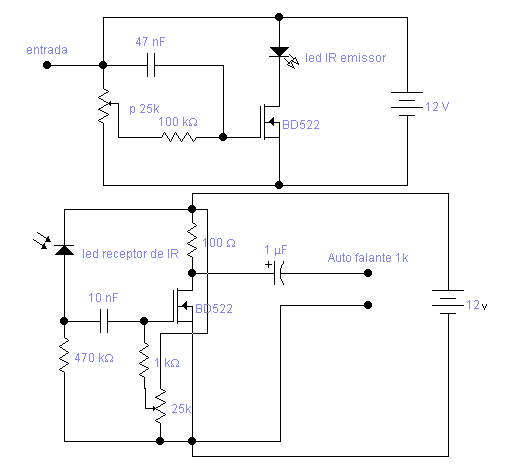 47 nF
entrada
led IR emissor
p 25k
100 kΩ
BD522
12 V
led receptor de IR
100 Ω
1 µF
+
Auto falante 1k
10 nF
BD522
12v
470 kΩ
1 kΩ
25k